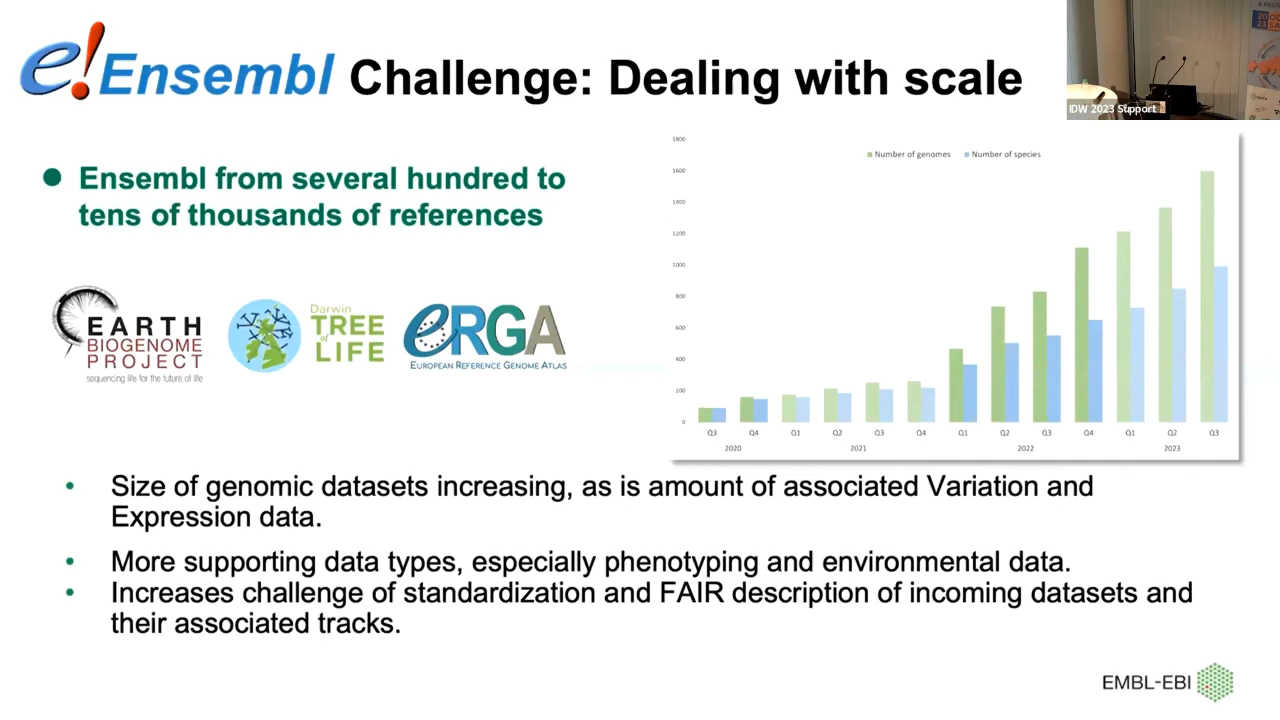 e!Ensembl Challenge: Dealing with scale
IDW 2023 Support
Ensembl from several hundred to
tens of thousands of references
EARTH
BIOGENOME
PROJECT
sequencing life for the future of life
Darwin
TREE
of
LIFE
eRGA
EUROPEAN REFERENCE GENOME ATLAS
Number of genomes
Number of species
1800
1600
1400
1200
1000
800
600
400
200
0
Q3 Q4 Q1 Q2 Q3 Q4 Q1 Q2 Q3 Q4 Q1 Q2 Q3
2020 2021 2022 2023
• Size of genomic datasets increasing, as is amount of associated Variation and
Expression data.
• More supporting data types, especially phenotyping and environmental data.
• Increases challenge of standardization and FAIR description of incoming datasets and
their associated tracks.
EMBL-EBI